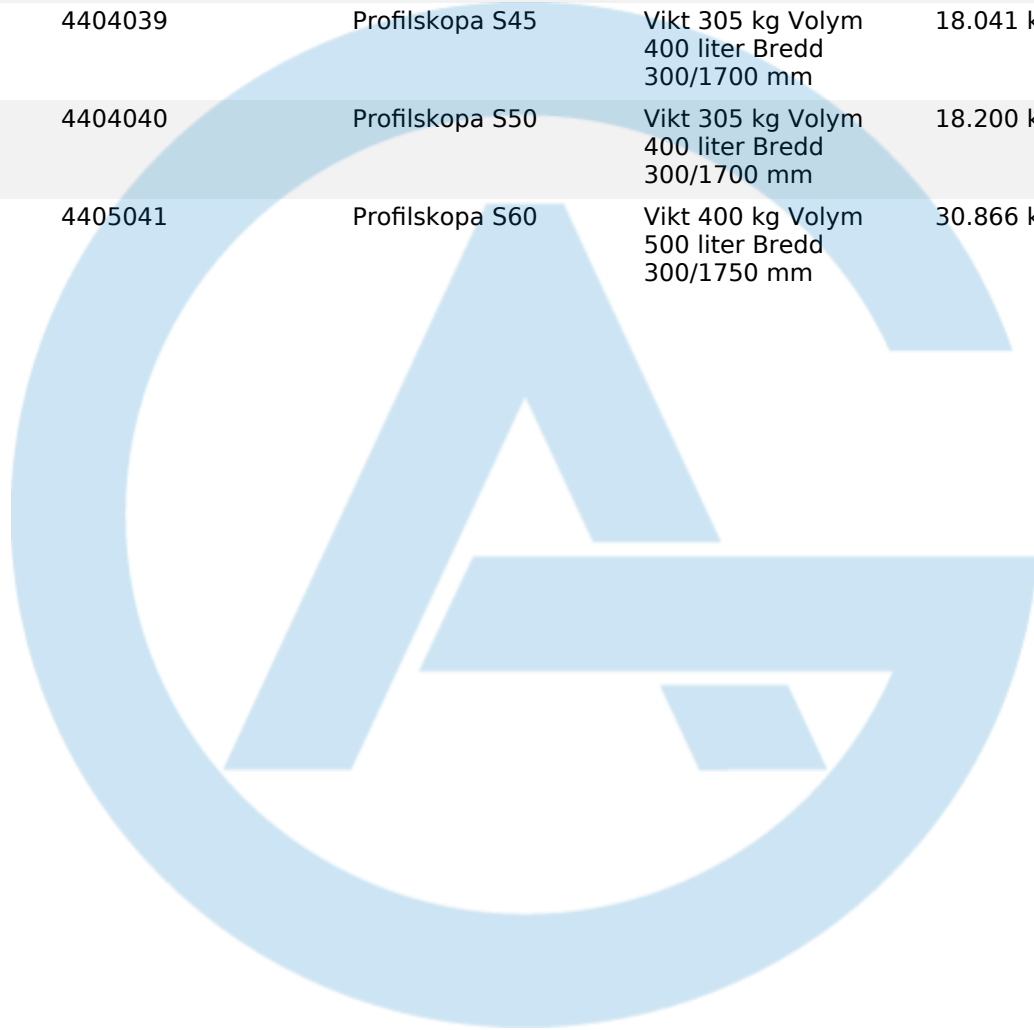 4404039 Profilskopa S45 Vikt 305 kg Volym 18.041 k
400 liter Bredd
300/1700 mm
4404040 Profilskopa S50 Vikt 305 kg Volym 18.200 k
400 liter Bredd
300/1700 mm
4405041 Profilskopa S60 Vikt 400 kg Volym 30.866 k
500 liter Bredd
300/1750 mm